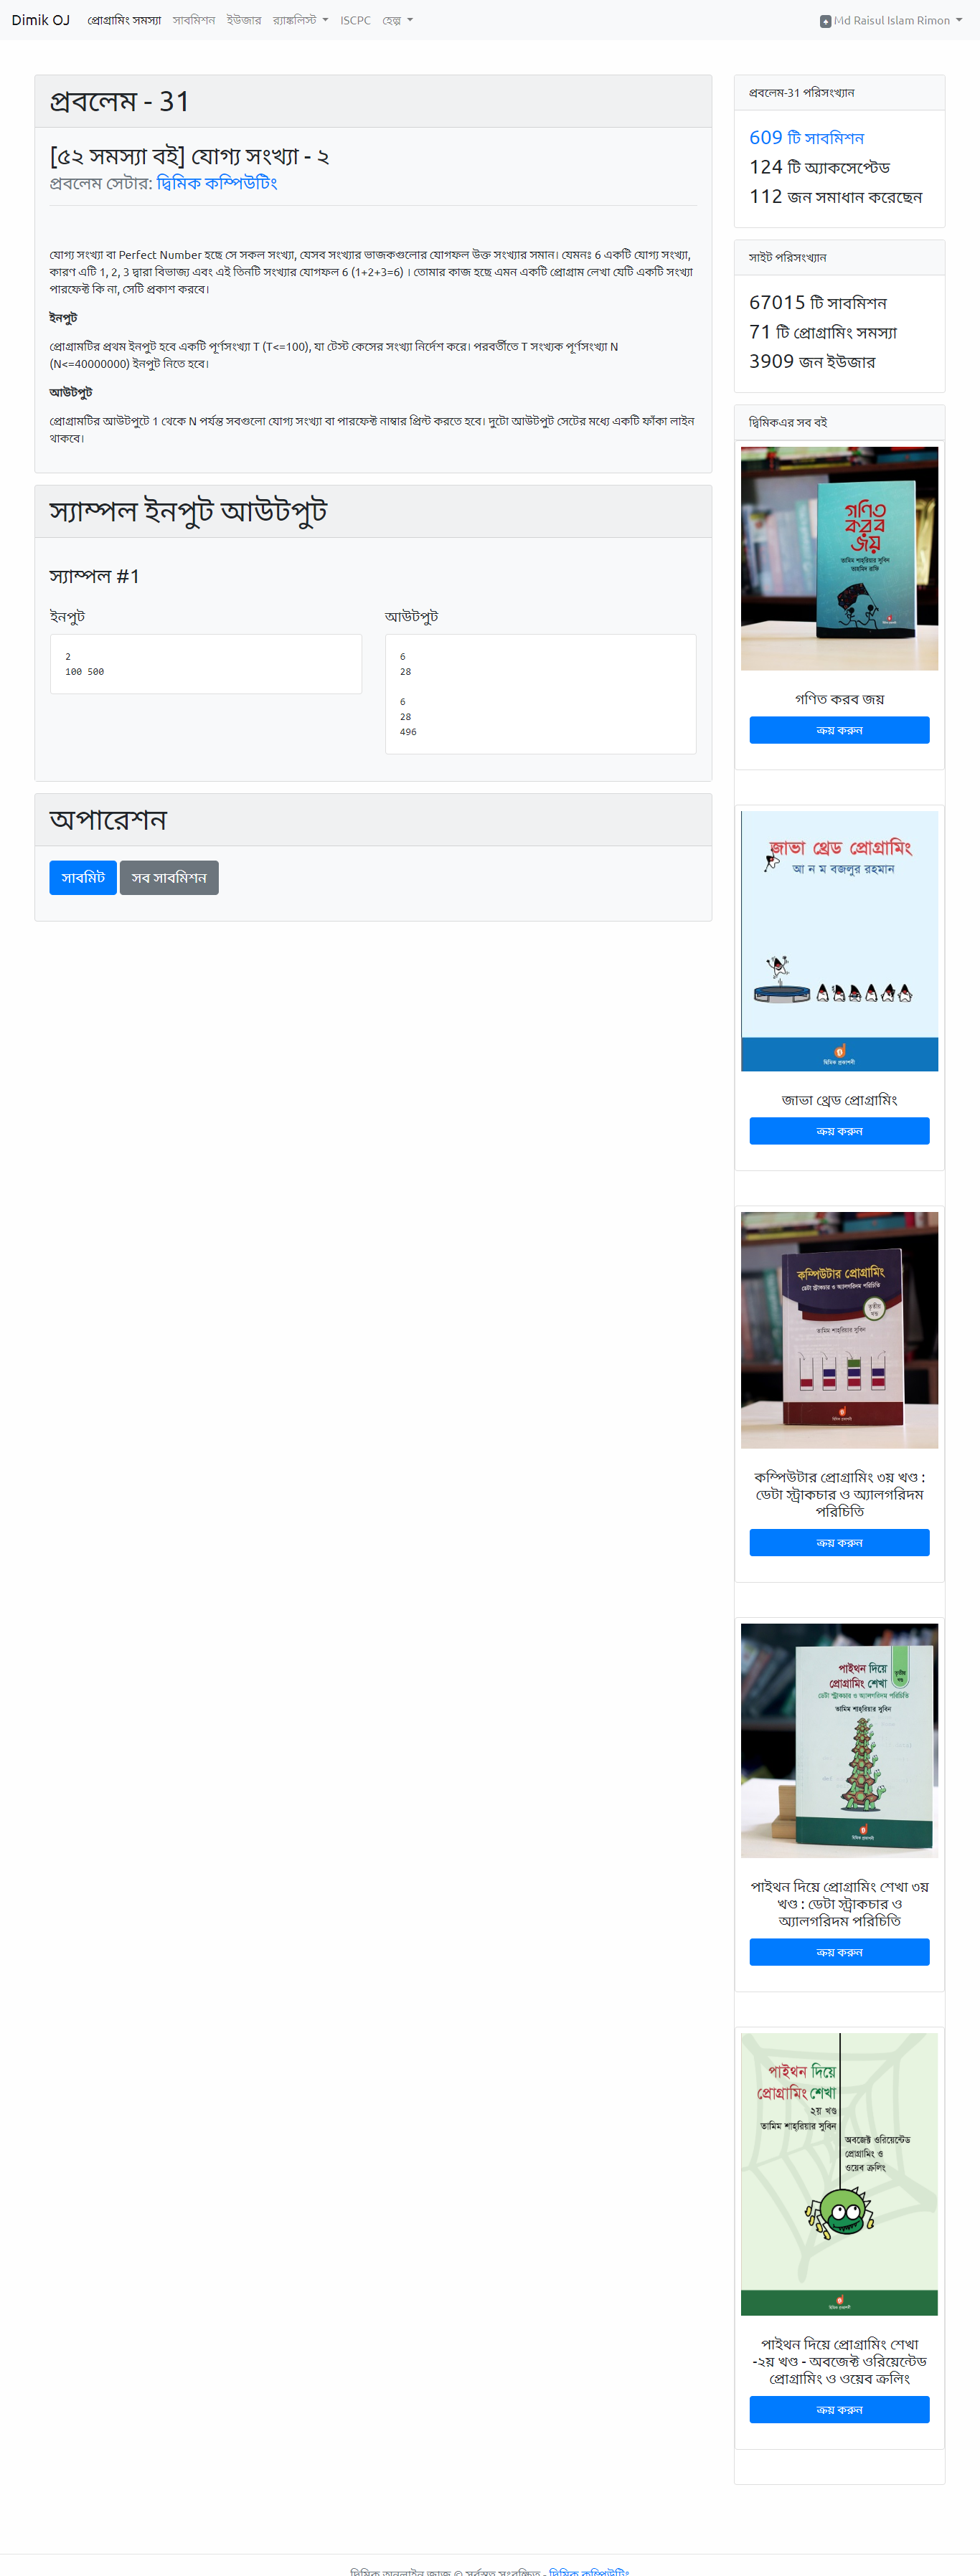 Dimik OJ প্রোগ্রামিং সমস্যা সাবমিশন ইউজার র‍্যাঙ্কলিস্ট ISCPC হেল্প Md Raisul Islam Rimon
প্রবলেম - 31
[৫২ সমস্যা বই] যোগ্য সংখ্যা - ২
প্রবলেম সেটার: দ্বিমিক কম্পিউটিং
যোগ্য সংখ্যা বা Perfect Number হছে সে সকল সংখ্যা, যেসব সংখ্যার ভাজকগুলোর যোগফল উক্ত সংখ্যার সমান। যেমনঃ 6 একটি যোগ্য সংখ্যা,
কারণ এটি 1, 2, 3 দ্বারা বিভাজ্য এবং এই তিনটি সংখ্যার যোগফল 6 (1+2+3=6) । তোমার কাজ হছে এমন একটি প্রোগ্রাম লেখা যেটি একটি সংখ্যা
পারফেক্ট কি না, সেটি প্রকাশ করবে।
ইনপুট
প্রোগ্রামটির প্রথম ইনপুট হবে একটি পূর্ণসংখ্যা T (T<=100), যা টেস্ট কেসের সংখ্যা নির্দেশ করে। পরবর্তীতে T সংখ্যক পূর্ণসংখ্যা N
(N<=40000000) ইনপুট নিতে হবে।
আউটপুট
প্রোগ্রামটির আউটপুটে 1 থেকে N পর্যন্ত সবগুলো যোগ্য সংখ্যা বা পারফেক্ট নাম্বার প্রিন্ট করতে হবে। দুটো আউটপুট সেটের মধ্যে একটি ফাঁকা লাইন
থাকবে।
স্যাম্পল ইনপুট আউটপুট
স্যাম্পল #1
ইনপুট
2
100 500
আউটপুট
6
28
6
28
496
অপারেশন
সাবমিট সব সাবমিশন
প্রবলেম-31 পরিসংখ্যান
609 টি সাবমিশন
124 টি অ্যাকসেপ্টেড
112 জন সমাধান করেছেন
সাইট পরিসংখ্যান
67015 টি সাবমিশন
71 টি প্রোগ্রামিং সমস্যা
3909 জন ইউজার
দ্বিমিকএর সব বই
গণিত
করব
জয়
তামিম শাহ্‌রিয়ার সুবিন
গণিত করব জয়
ক্রয় করুন
জাভা থ্রেড প্রোগ্রামিং
আ ন ম বজলুর রহমান
দ্বিমিক প্রকাশনী
জাভা থ্রেড প্রোগ্রামিং
ক্রয় করুন
কম্পিউটার প্রোগ্রামিং
ডেটা স্ট্রাকচার ও অ্যালগরিদম পরিচিতি
তৃতীয়
খণ্ড
তামিম শাহ্‌রিয়ার সুবিন
কম্পিউটার প্রোগ্রামিং ৩য় খণ্ড :
ডেটা স্ট্রাকচার ও অ্যালগরিদম
পরিচিতি
ক্রয় করুন
পাইথন দিয়ে
প্রোগ্রামিং শেখা
তৃতীয়
খণ্ড
ডেটা স্ট্রাকচার ও অ্যালগরিদম পরিচিতি
তামিম শাহ্‌রিয়ার সুবিন
পাইথন দিয়ে প্রোগ্রামিং শেখা ৩য়
খণ্ড : ডেটা স্ট্রাকচার ও
অ্যালগরিদম পরিচিতি
ক্রয় করুন
পাইথন দিয়ে
প্রোগ্রামিং শেখা
২য় খণ্ড
তামিম শাহ্‌রিয়ার সুবিন
অবজেক্ট ওরিয়েন্টেড
প্রোগ্রামিং ও
ওয়েব ক্রলিং
পাইথন দিয়ে প্রোগ্রামিং শেখা
-২য় খণ্ড - অবজেক্ট ওরিয়েন্টেড
প্রোগ্রামিং ও ওয়েব ক্রলিং
ক্রয় করুন
দ্বিমিক অনলাইন জাজ © সর্বস্বত্ব সংরক্ষিত - দ্বিমিক কম্পিউটিং